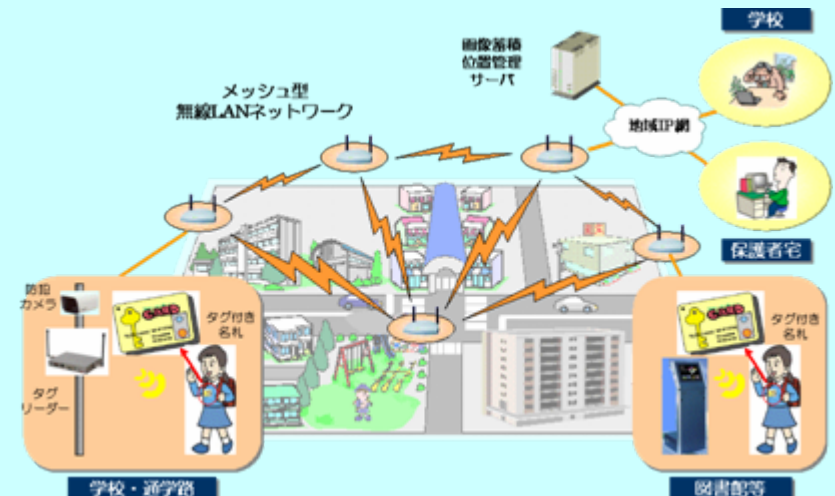 学校
画像蓄積
位置管理
サーバ
メッシュ型
無線LANネットワーク
地域IP網
保護者宅
防犯
カメラ
タグ付き
名札
タグ
リーダー
タグ付き
名札
学校・通学路
図書館等